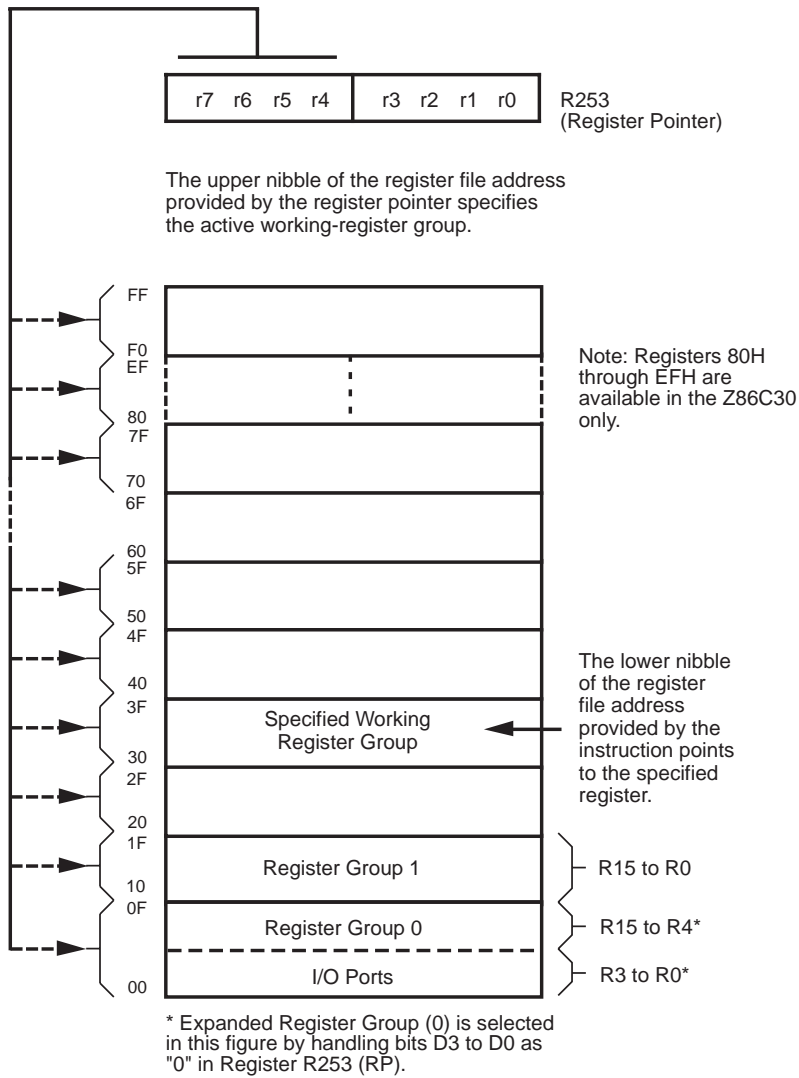 r7 r6 r5 r4 r3 r2 r1 r0
R253
(Register Pointer)
The upper nibble of the register file address
provided by the register pointer specifies
the active working-register group.
FF
F0
EF
80
7F
70
6F
60
5F
50
4F
40
3F
30
2F
20
1F
10
0F
00
Note: Registers 80H
through EFH are
available in the Z86C30
only.
Specified Working
Register Group
The lower nibble
of the register
file address
provided by the
instruction points
to the specified
register.
Register Group 1
R15 to R0
Register Group 0
R15 to R4*
I/O Ports
R3 to R0*
* Expanded Register Group (0) is selected
in this figure by handling bits D3 to D0 as
"0" in Register R253 (RP).